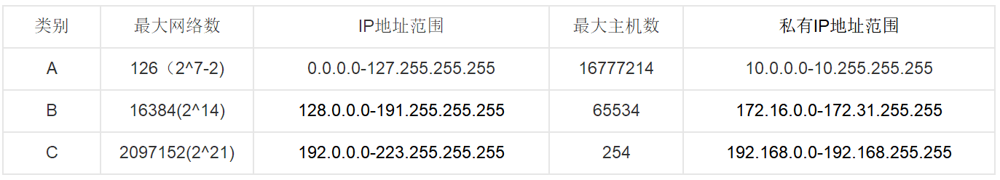 类别 最大网络数 IP地址范围 最大主机数 私有IP地址范围
A 126（2^7-2) 0.0.0.0-127.255.255.255 16777214 10.0.0.0-10.255.255.255
B 16384(2^14) 128.0.0.0-191.255.255.255 65534 172.16.0.0-172.31.255.255
C 2097152(2^21) 192.0.0.0-223.255.255.255 254 192.168.0.0-192.168.255.255